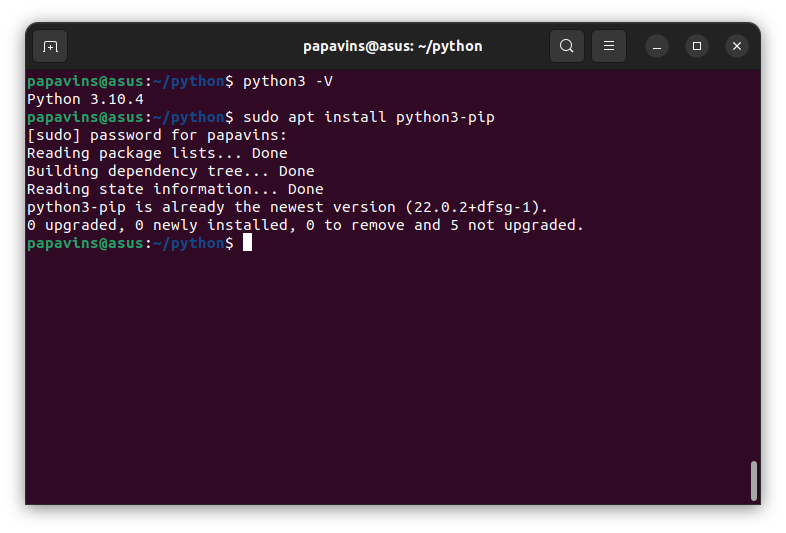 papavins@asus: ~/python
papavins@asus:~/python$ python3 -V
Python 3.10.4
papavins@asus:~/python$ sudo apt install python3-pip
[sudo] password for papavins:
Reading package lists... Done
Building dependency tree... Done
Reading state information... Done
python3-pip is already the newest version (22.0.2+dfsg-1).
0 upgraded, 0 newly installed, 0 to remove and 5 not upgraded.
papavins@asus:~/python$